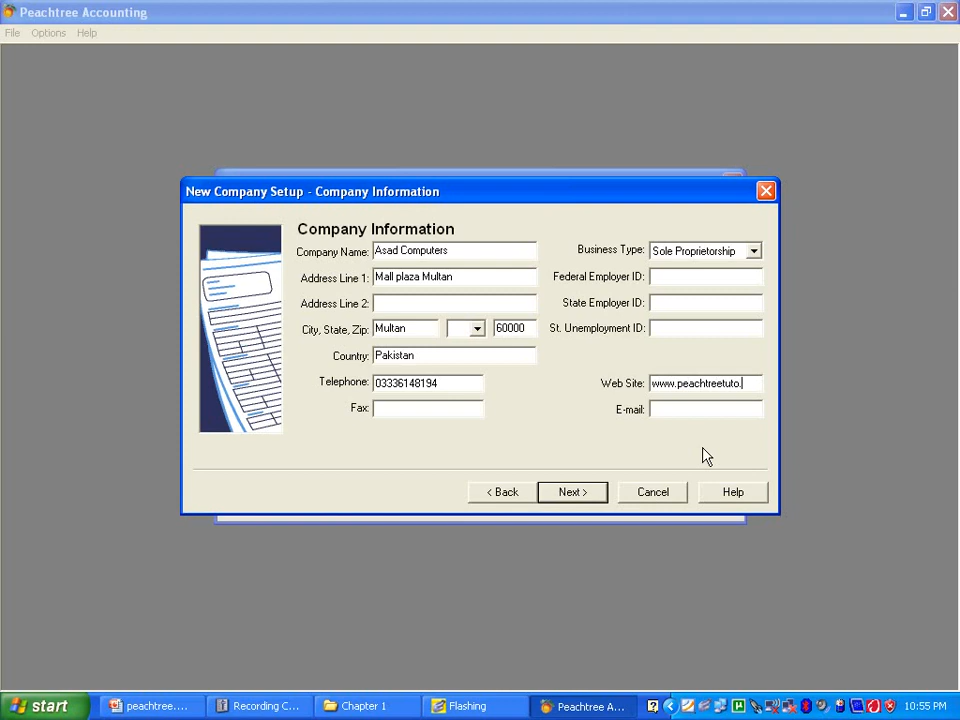 Peachtree Accounting
File Options Help
New Company Setup - Company Information
Company Information
Company Name: Asad Computers
Business Type: Sole Proprietorship
Address Line 1: Mall plaza Multan
Federal Employer ID:
Address Line 2:
State Employer ID:
City, State, Zip: Multan 60000
St. Unemployment ID:
Country: Pakistan
Telephone: 03336148194
Web Site: www.peachtreetuto.
Fax:
E-mail:
< Back Next > Cancel Help
start peachtree.... Recording C... Chapter 1 Flashing Peachtree A... 10:55 PM